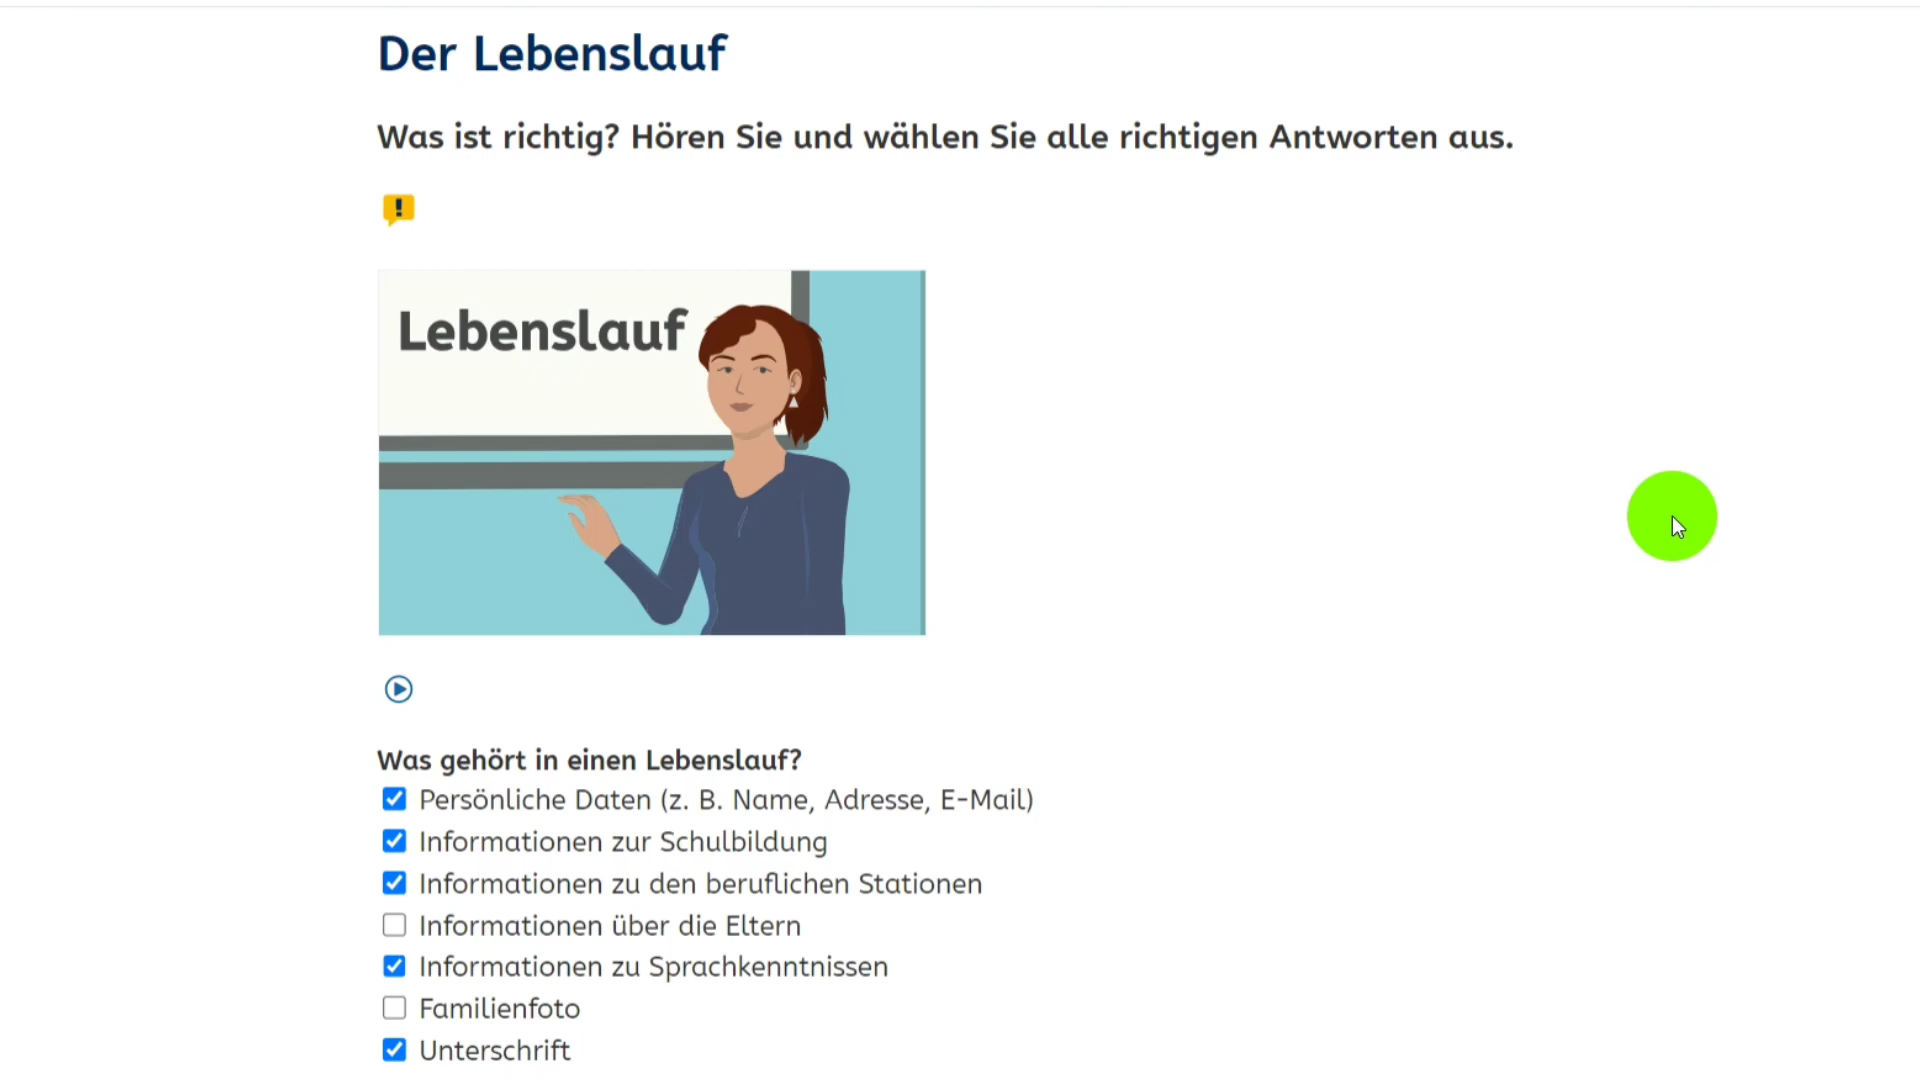 Der Lebenslauf
Was ist richtig? Hören Sie und wählen Sie alle richtigen Antworten aus.
Lebenslauf
Was gehört in einen Lebenslauf?
Persönliche Daten (z. B. Name, Adresse, E-Mail)
Informationen zur Schulbildung
Informationen zu den beruflichen Stationen
Informationen über die Eltern
Informationen zu Sprachkenntnissen
Familienfoto
Unterschrift